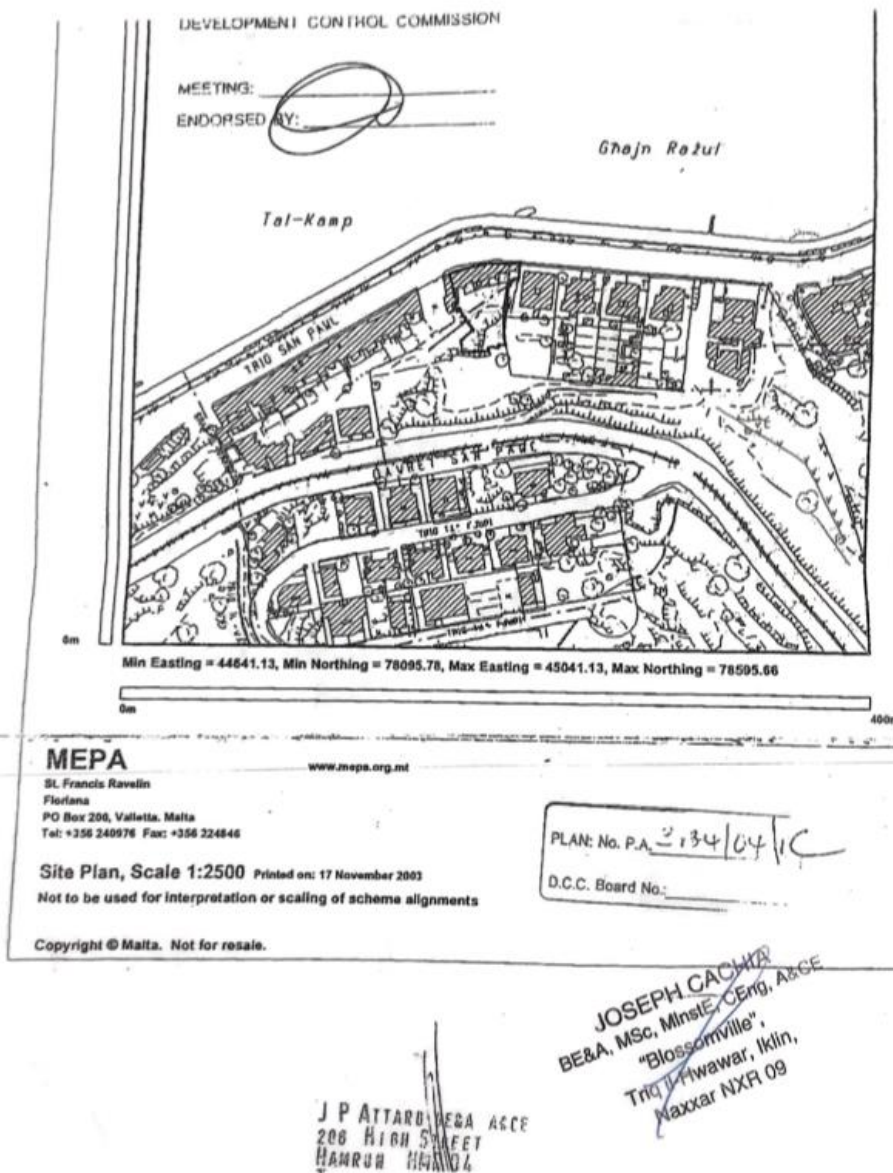 DEVELOPMENT CONTROL COMMISSION
MEETING:
ENDORSED BY:
Għajn Rażul
Tal-Kamp
TRIQ SAN PAWL
SAN PAWL
0m
Min Easting = 44641.13, Min Northing = 78095.78, Max Easting = 45041.13, Max Northing = 78595.66
0m
400m
MEPA
www.mepa.org.mt
St. Francis Ravelin
Floriana
PO Box 200, Valletta. Malta
Tel: +356 240976 Fax: +356 224846
Site Plan, Scale 1:2500 Printed on: 17 November 2003
Not to be used for interpretation or scaling of scheme alignments
Copyright © Malta. Not for resale.
PLAN: No. P.A. 2134/04/1C
D.C.C. Board No.:
JOSEPH CACHIA
BE&A, MSc, MInstE, CEng, A&CE
"Blossomville",
Triq il-Hwawar, Iklin,
Naxxar NXR 09
J P ATTARD BE&A A&CE
206 HIGH STREET
HAMRUN HMR 04